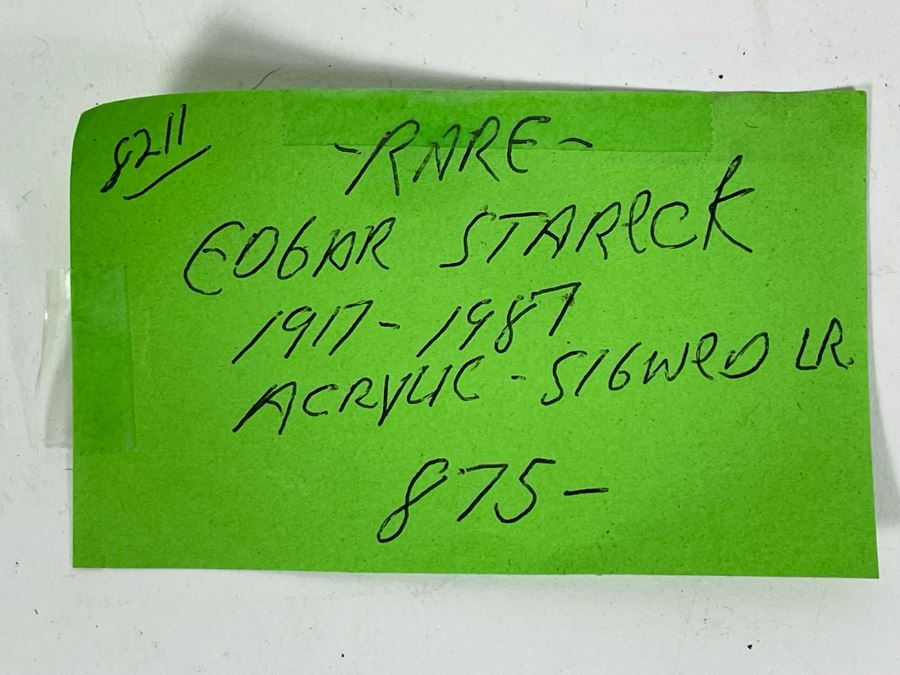 8211
-RARE-
EDGAR STARECK
1917-1987
ACRYLIC - SIGNED LR
875-